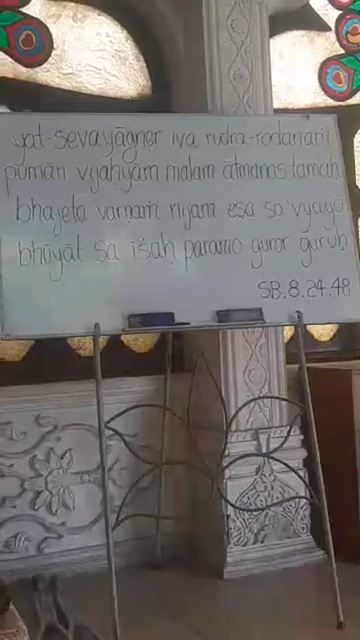 yat-sevayāgner iva rudra-rodanaṁ
pumān vijahyān malam ātmanas tamaḥ
bhajeta varṇaṁ nijam eṣa so 'vyayo
bhūyāt sa īśaḥ paramo guror guruḥ
SB.8.24.48